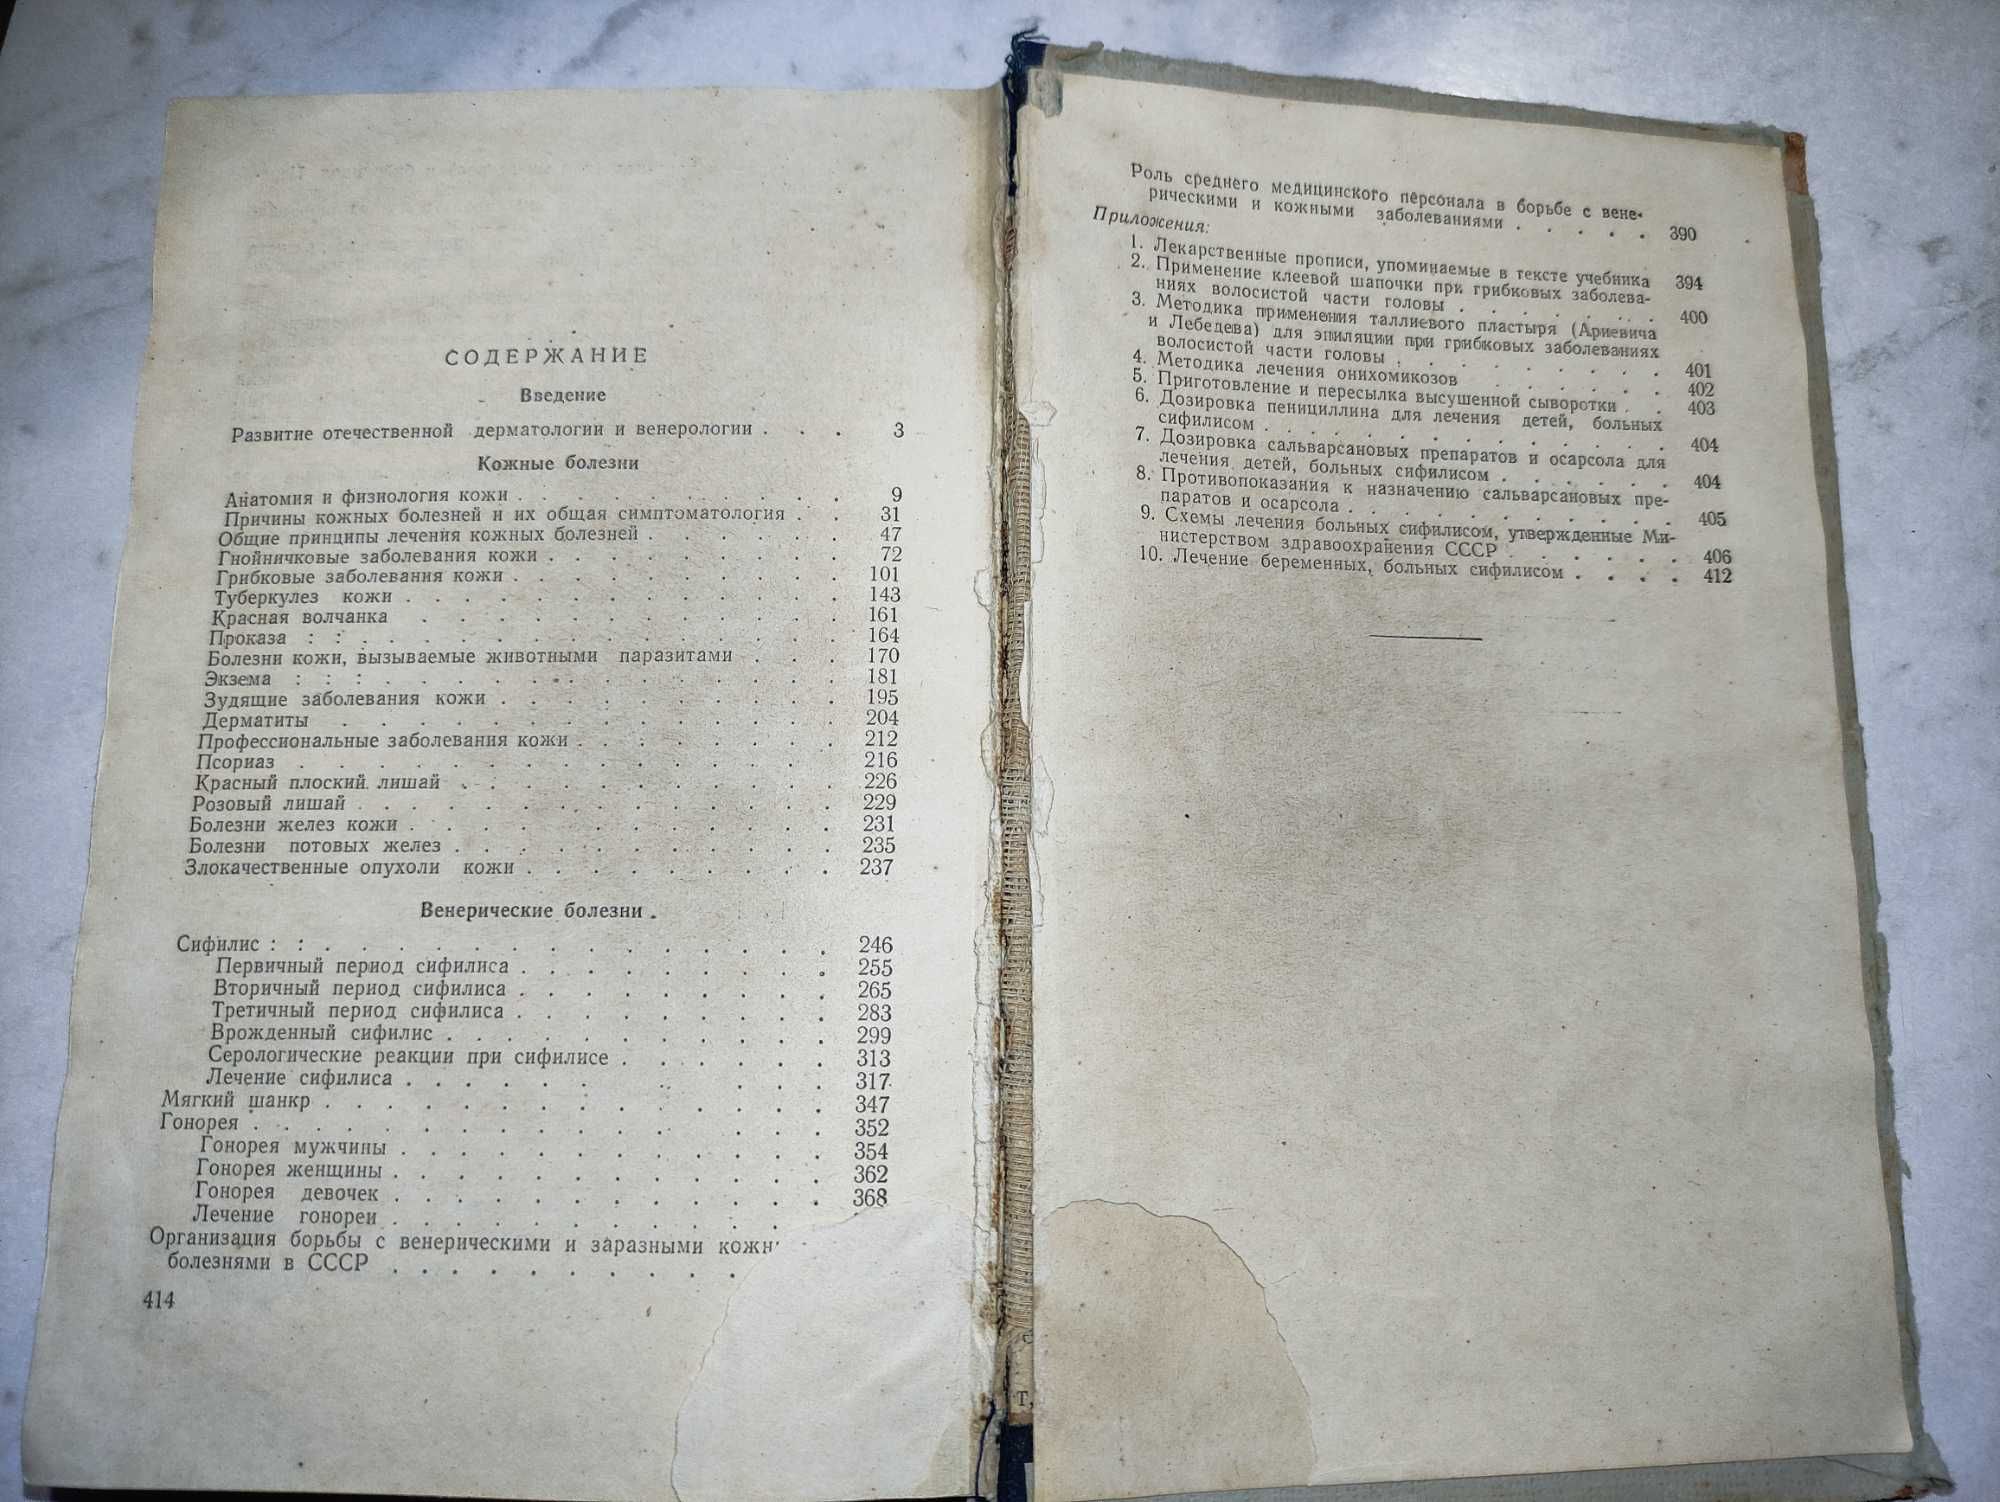 СОДЕРЖАНИЕ
Введение
Развитие отечественной дерматологии и венерологии . . . 3
Кожные болезни
Анатомия и физиология кожи . . . . . . . . . 9
Причины кожных болезней и их общая симптоматология . . 31
Общие принципы лечения кожных болезней . . . . . . 47
Гнойничковые заболевания кожи . . . . . . . . 72
Грибковые заболевания кожи . . . . . . . . . 101
Туберкулез кожи . . . . . . . . . . . . 143
Красная волчанка . . . . . . . . . . . . 161
Проказа : : . . . . . . . . . . . . . 164
Болезни кожи, вызываемые животными паразитами . . . 170
Экзема : : : . . . . . . . . . . . . 181
Зудящие заболевания кожи . . . . . . . . . 195
Дерматиты . . . . . . . . . . . . . . 204
Профессиональные заболевания кожи . . . . . . . 212
Псориаз . . . . . . . . . . . . . . . 216
Красный плоский лишай . . . . . . . . . . 226
Розовый лишай . . . . . . . . . . . . . 229
Болезни желез кожи . . . . . . . . . . . 231
Болезни потовых желез . . . . . . . . . . 235
Злокачественные опухоли кожи . . . . . . . . 237
Венерические болезни .
Сифилис : : . . . . . . . . . . . . . . 246
Первичный период сифилиса . . . . . . . . . 255
Вторичный период сифилиса . . . . . . . . . 265
Третичный период сифилиса . . . . . . . . . 283
Врожденный сифилис . . . . . . . . . . . 299
Серологические реакции при сифилисе . . . . . . 313
Лечение сифилиса . . . . . . . . . . . . 317
Мягкий шанкр . . . . . . . . . . . . . . 347
Гонорея . . . . . . . . . . . . . . . . 352
Гонорея мужчины . . . . . . . . . . . . 354
Гонорея женщины . . . . . . . . . . . . 362
Гонорея девочек . . . . . . . . . . . . 368
Лечение гонореи . . . . . . . . . . .
Организация борьбы с венерическими и заразными кожн
болезнями в СССР . . . . . . . . . . .
414
Роль среднего медицинского персонала в борьбе с вене-
рическими и кожными заболеваниями . . . . . 390
Приложения:
1. Лекарственные прописи, упоминаемые в тексте учебника 394
2. Применение клеевой шапочки при грибковых заболева-
ниях волосистой части головы . . . . . . . . 400
3. Методика применения таллиевого пластыря (Ариевича
и Лебедева) для эпиляции при грибковых заболеваниях
волосистой части головы . . . . . . . . . 401
4. Методика лечения онихомикозов . . . . . . 402
5. Приготовление и пересылка высушенной сыворотки . . 403
6. Дозировка пенициллина для лечения детей, больных
сифилисом . . . . . . . . . . . . . 404
7. Дозировка сальварсановых препаратов и осарсола для
лечения детей, больных сифилисом . . . . . . 404
8. Противопоказания к назначению сальварсановых пре-
паратов и осарсола . . . . . . . . . . 405
9. Схемы лечения больных сифилисом, утвержденные Ми-
нистерством здравоохранения СССР . . . . . . 406
10. Лечение беременных, больных сифилисом . . . . 412